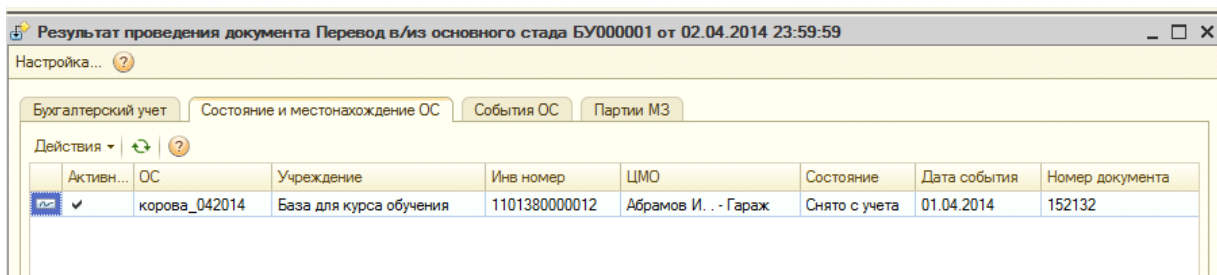 Результат проведения документа Перевод в/из основного стада БУ000001 от 02.04.2014 23:59:59
Настройка...
Бухгалтерский учет Состояние и местонахождение ОС События ОС Партии МЗ
Действия
Активн... ОС Учреждение Инв номер ЦМО Состояние Дата события Номер документа
корова_042014 База для курса обучения 1101380000012 Абрамов И. . - Гараж Снято с учета 01.04.2014 152132